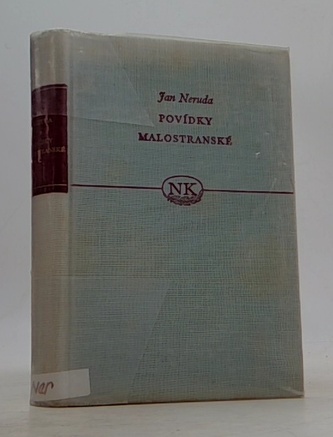 Jan Neruda
POVÍDKY
MALOSTRANSKÉ
NK